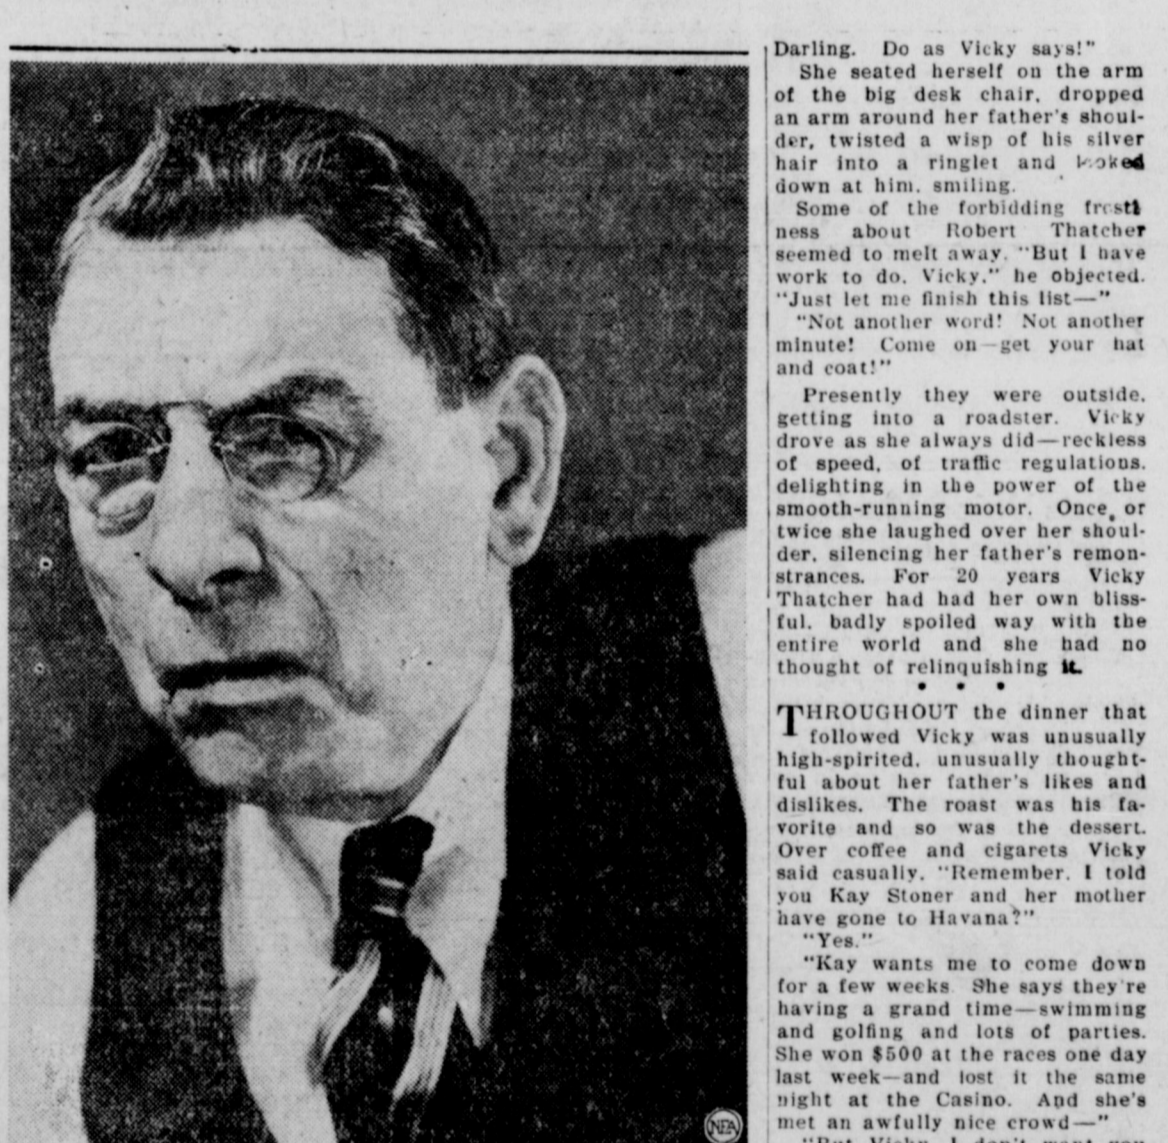 Darling. Do as Vicky says!"
She seated herself on the arm
of the big desk chair, dropped
an arm around her father's shoul-
der, twisted a wisp of his silver
hair into a ringlet and looked
down at him, smiling.
Some of the forbidding frosti
ness about Robert Thatcher
seemed to melt away. "But I have
work to do, Vicky," he objected.
"Just let me finish this list—"
"Not another word! Not another
minute! Come on—get your hat
and coat!"
Presently they were outside,
getting into a roadster. Vicky
drove as she always did—reckless
of speed, of traffic regulations,
delighting in the power of the
smooth-running motor. Once or
twice she laughed over her shoul-
der, silencing her father's remon-
strances. For 20 years Vicky
Thatcher had had her own bliss-
ful, badly spoiled way with the
entire world and she had no
thought of relinquishing it.
• • •
THROUGHOUT the dinner that
followed Vicky was unusually
high-spirited, unusually thought-
ful about her father's likes and
dislikes. The roast was his fa-
vorite and so was the dessert.
Over coffee and cigarets Vicky
said casually, "Remember, I told
you Kay Stoner and her mother
have gone to Havana?"
"Yes."
"Kay wants me to come down
for a few weeks. She says they're
having a grand time—swimming
and golfing and lots of parties.
She won $500 at the races one day
last week—and lost it the same
night at the Casino. And she's
met an awfully nice crowd—"
NEA